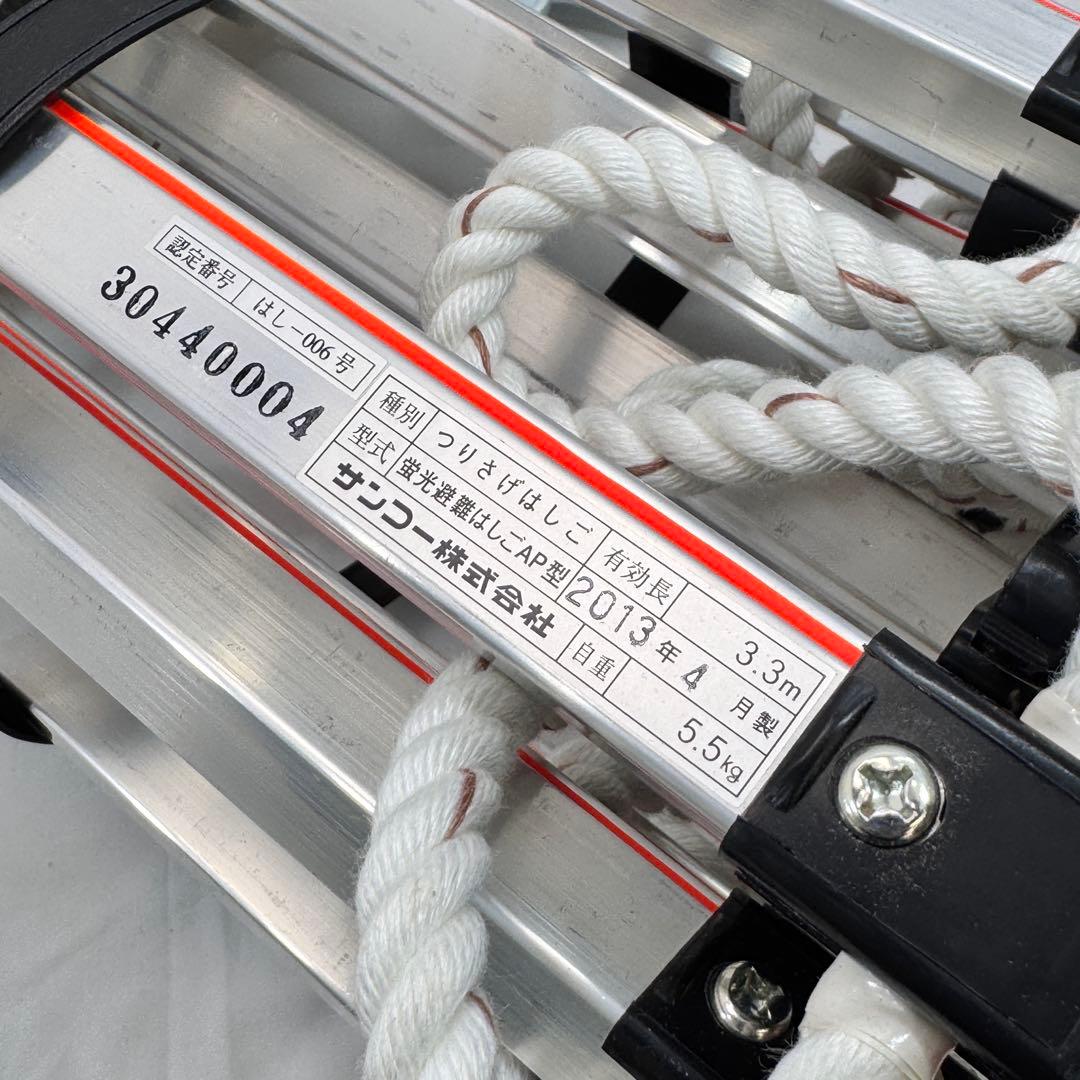 認定番号 はしー006号
30440004
種別 つりさげはしご 有効長 3.3m
型式 蛍光避難はしごAP型 2013年4月製
サンコー株式会社 自重 5.5kg